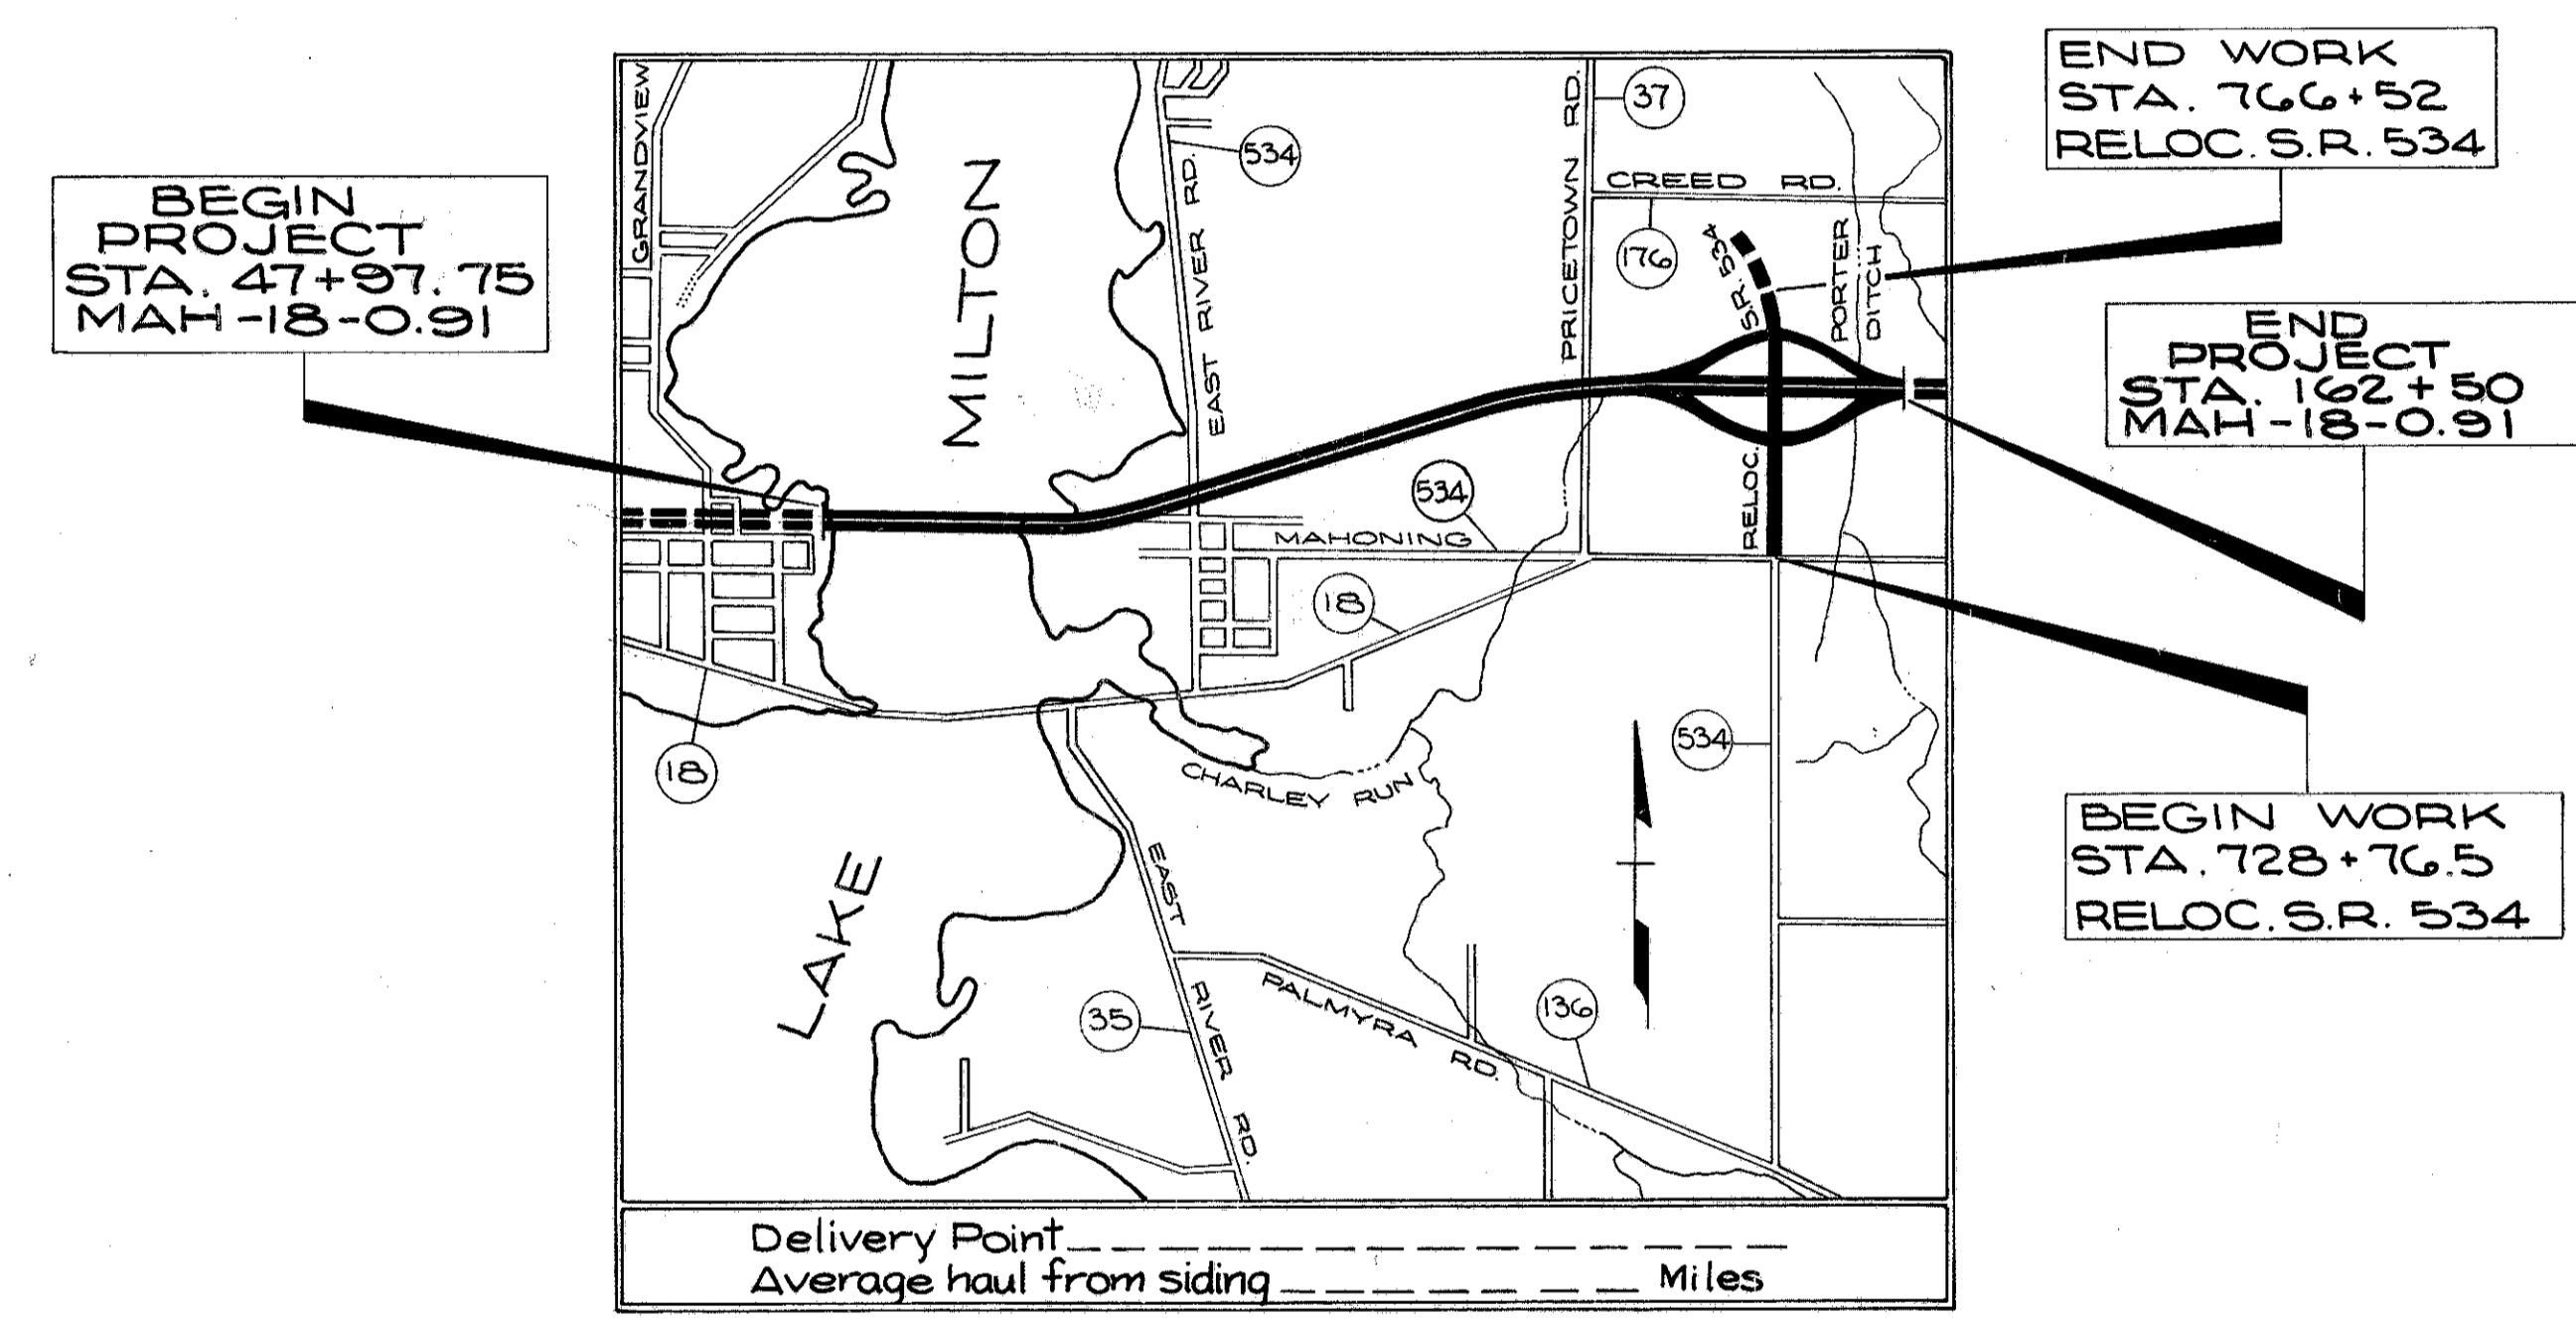 BEGIN
PROJECT
STA. 47+97.75
MAH-18-0.91
END WORK
STA. 766+52
RELOC. S.R. 534
END
PROJECT
STA. 162+50
MAH-18-0.91
BEGIN WORK
STA. 728+76.5
RELOC. S.R. 534
GRANDVIEW
MILTON
534
EAST RIVER RD.
PRICETOWN RD.
37
CREED RD.
176
S.R. 534
PORTER
DITCH
534
MAHONING
RELOC.
18
18
534
CHARLEY RUN
LAKE
EAST RIVER RD.
35
PALMYRA RD.
136
Delivery Point
Average haul from siding Miles